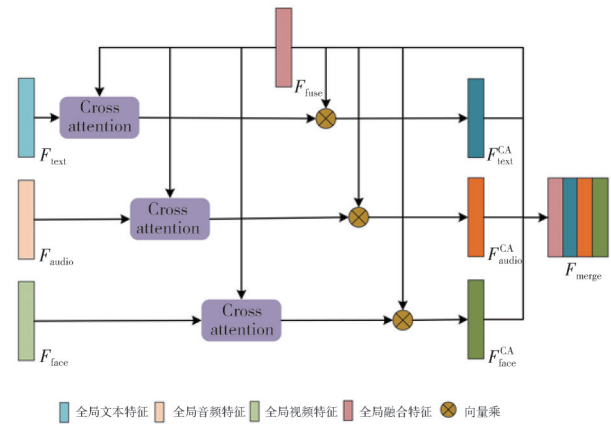 F_fuse
Cross
attention
F_text
F_text^CA
Cross
attention
F_audio
F_audio^CA
F_merge
Cross
attention
F_face
F_face^CA
全局文本特征
全局音频特征
全局视频特征
全局融合特征
向量乘